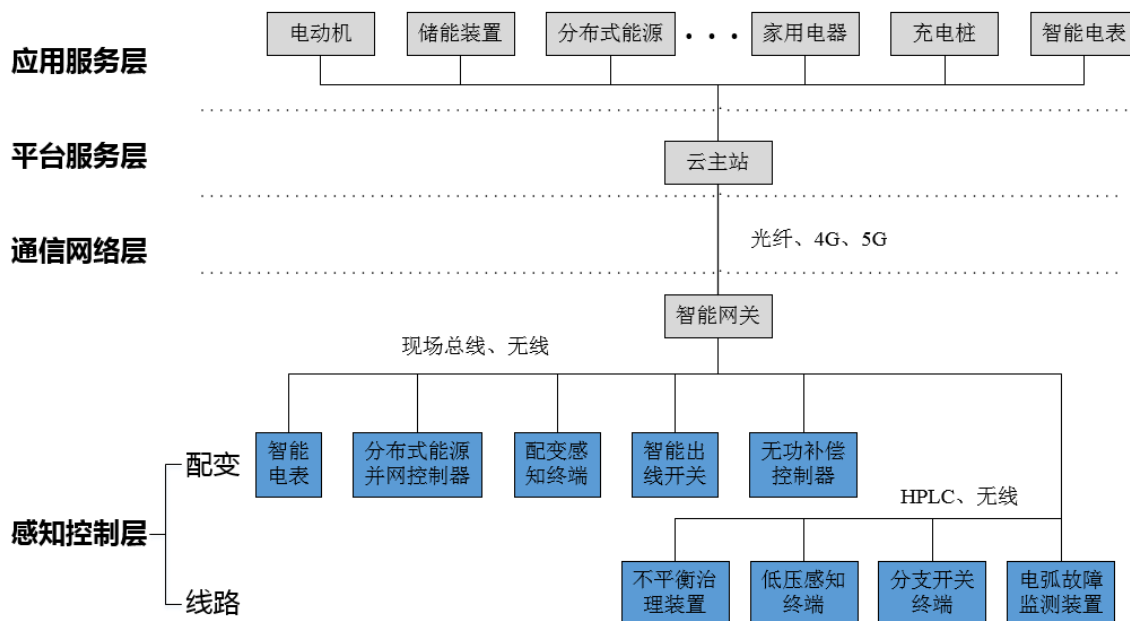 应用服务层
电动机
储能装置
分布式能源
• • •
家用电器
充电桩
智能电表
平台服务层
云主站
通信网络层
光纤、4G、5G
智能网关
现场总线、无线
感知控制层
配变
智能
电表
分布式能源
并网控制器
配变感
知终端
智能出
线开关
无功补偿
控制器
HPLC、无线
线路
不平衡治
理装置
低压感知
终端
分支开关
终端
电弧故障
监测装置